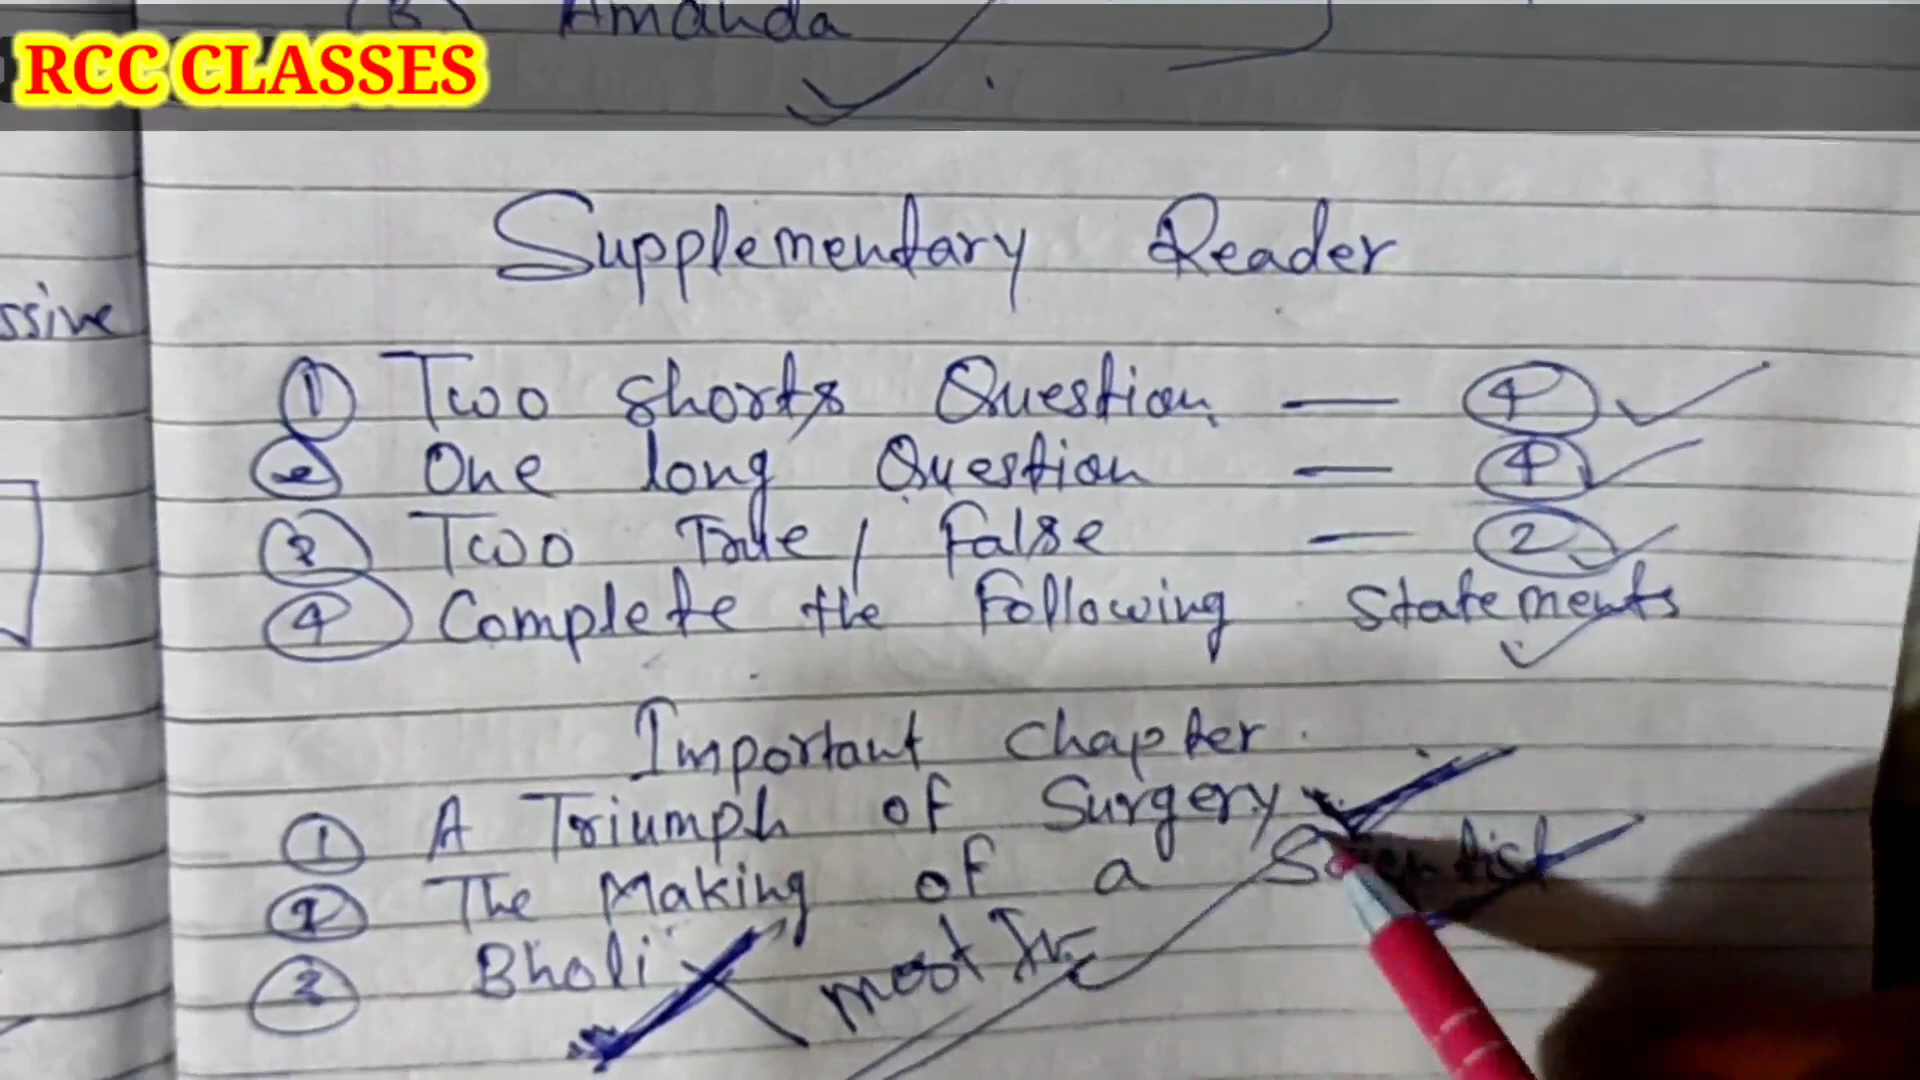 (B) Amanda
RCC CLASSES
Supplementary Reader
ssive
① Two shorts Question — ④
② One long Question — ④
③ Two True / False — ②
④ Complete the Following Statements
Important Chapter
① A Triumph of Surgery
② The Making of a Scientist
③ Bholi
most